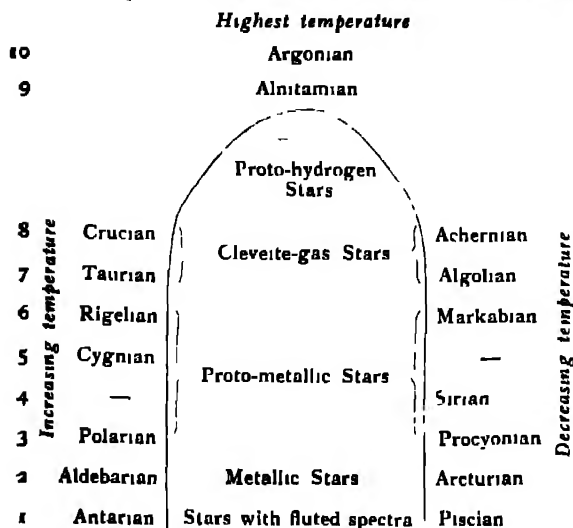 Highest temperature
10 Argonian
9 Alnitamian
Proto-hydrogen
Stars
8 Crucian Cleveite-gas Stars Achernian
7 Taurian Algolian
6 Rigelian Markabian
5 Cygnian Proto-metallic Stars —
4 — Sirian
3 Polarian Procyonian
2 Aldebarian Metallic Stars Arcturian
1 Antarian Stars with fluted spectra Piscian
Increasing temperature
Decreasing temperature